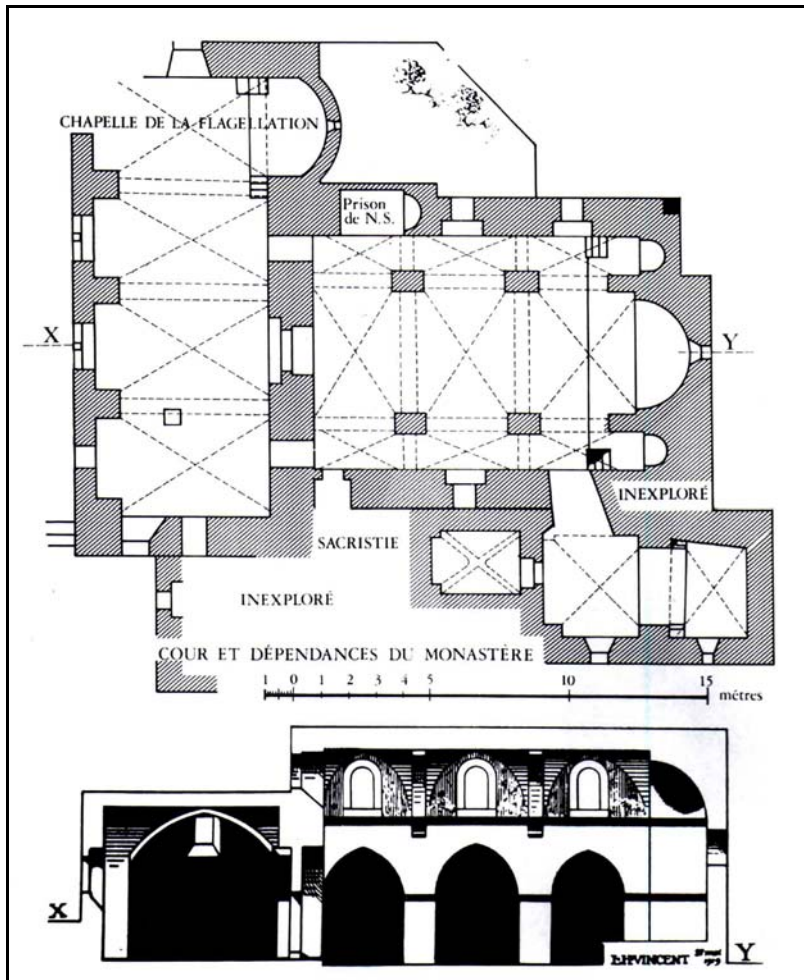 CHAPELLE DE LA FLAGELLATION
Prison
de N.S.
X
Y
INEXPLORÉ
SACRISTIE
INEXPLORÉ
COUR ET DÉPENDANCES DU MONASTÈRE
1 0 1 2 3 4 5 10 15
métres
X
L.H.VINCENT
Y